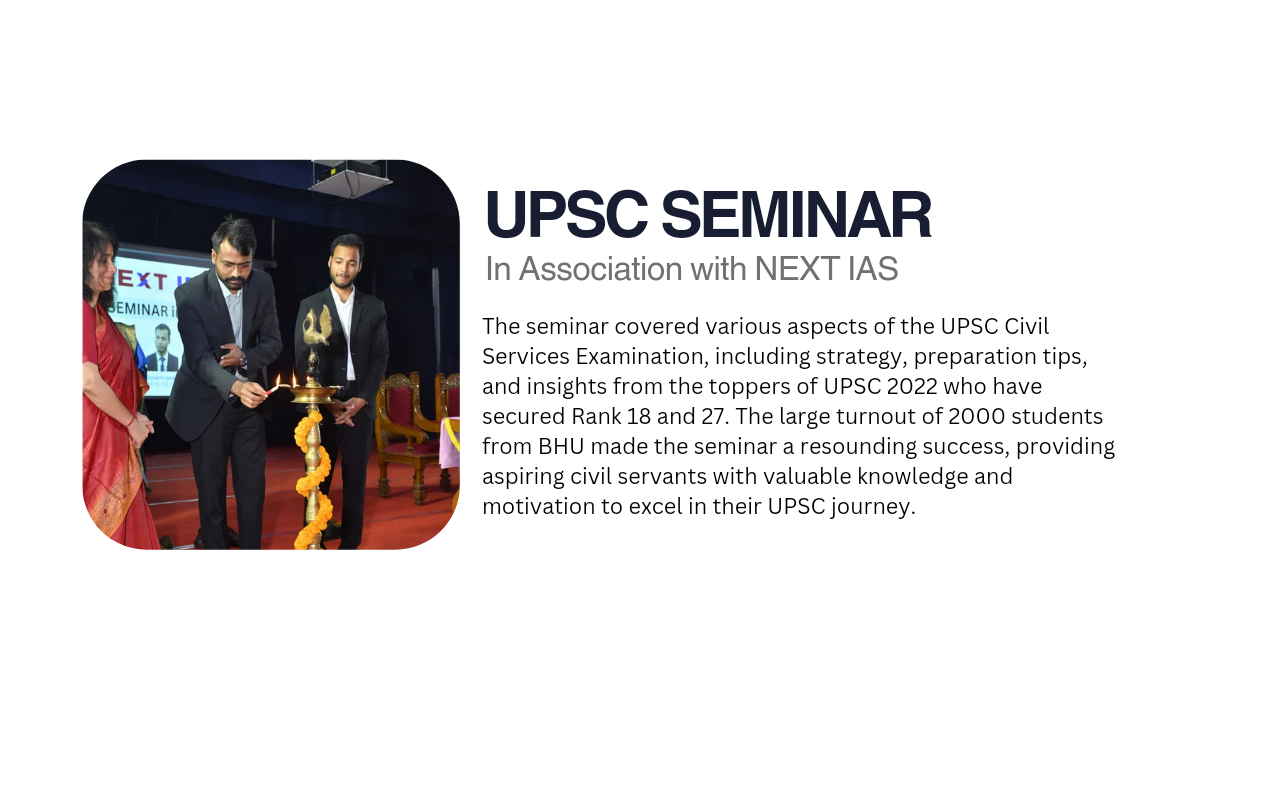 UPSC SEMINAR
In Association with NEXT IAS
The seminar covered various aspects of the UPSC Civil
Services Examination, including strategy, preparation tips,
and insights from the toppers of UPSC 2022 who have
secured Rank 18 and 27. The large turnout of 2000 students
from BHU made the seminar a resounding success, providing
aspiring civil servants with valuable knowledge and
motivation to excel in their UPSC journey.
EXT I
SEMINAR i